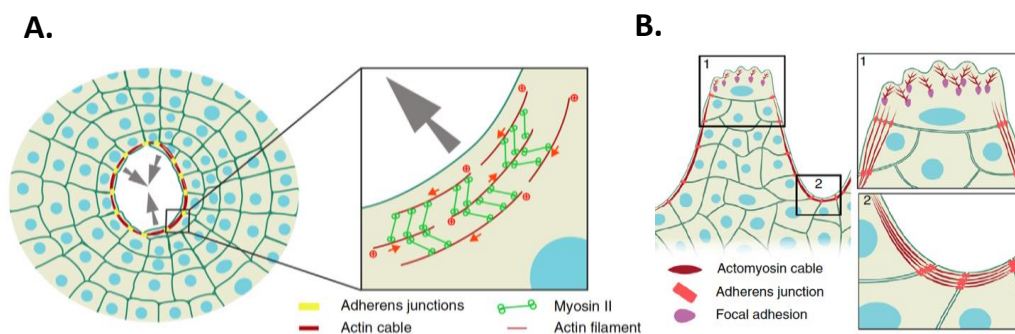 A.
Adherens junctions
Actin cable
Myosin II
Actin filament
B.
1
2
Actomyosin cable
Adherens junction
Focal adhesion
1
2